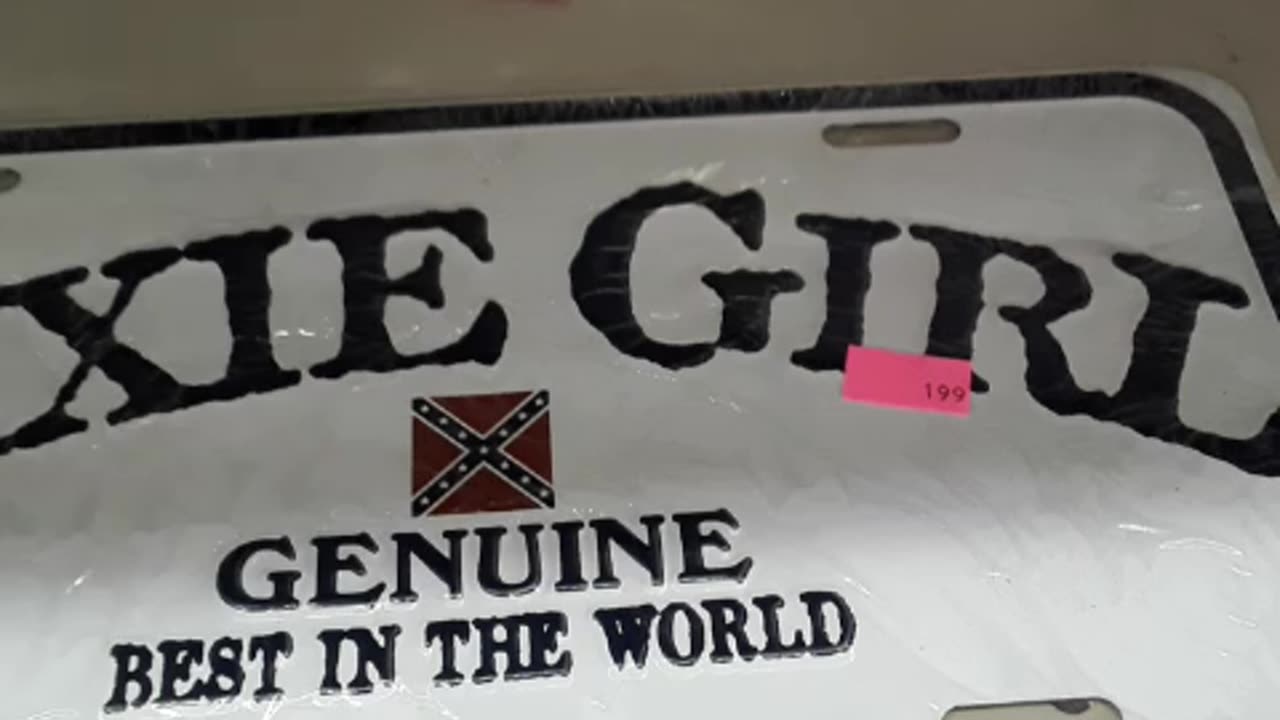 XIE GIRL
199
GENUINE
BEST IN THE WORLD